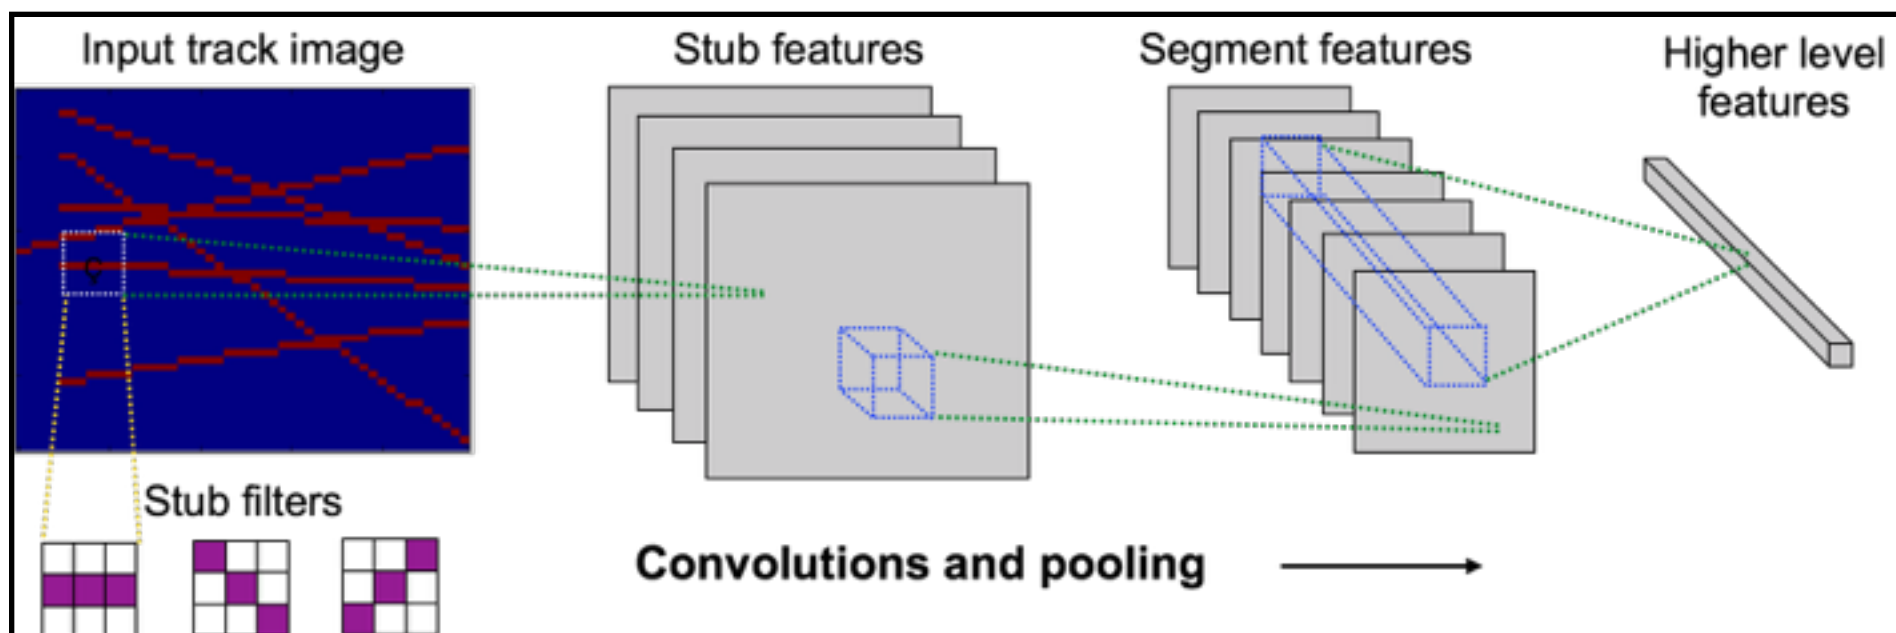 Input track image
Stub features
Segment features
Higher level
features
Stub filters
Convolutions and pooling